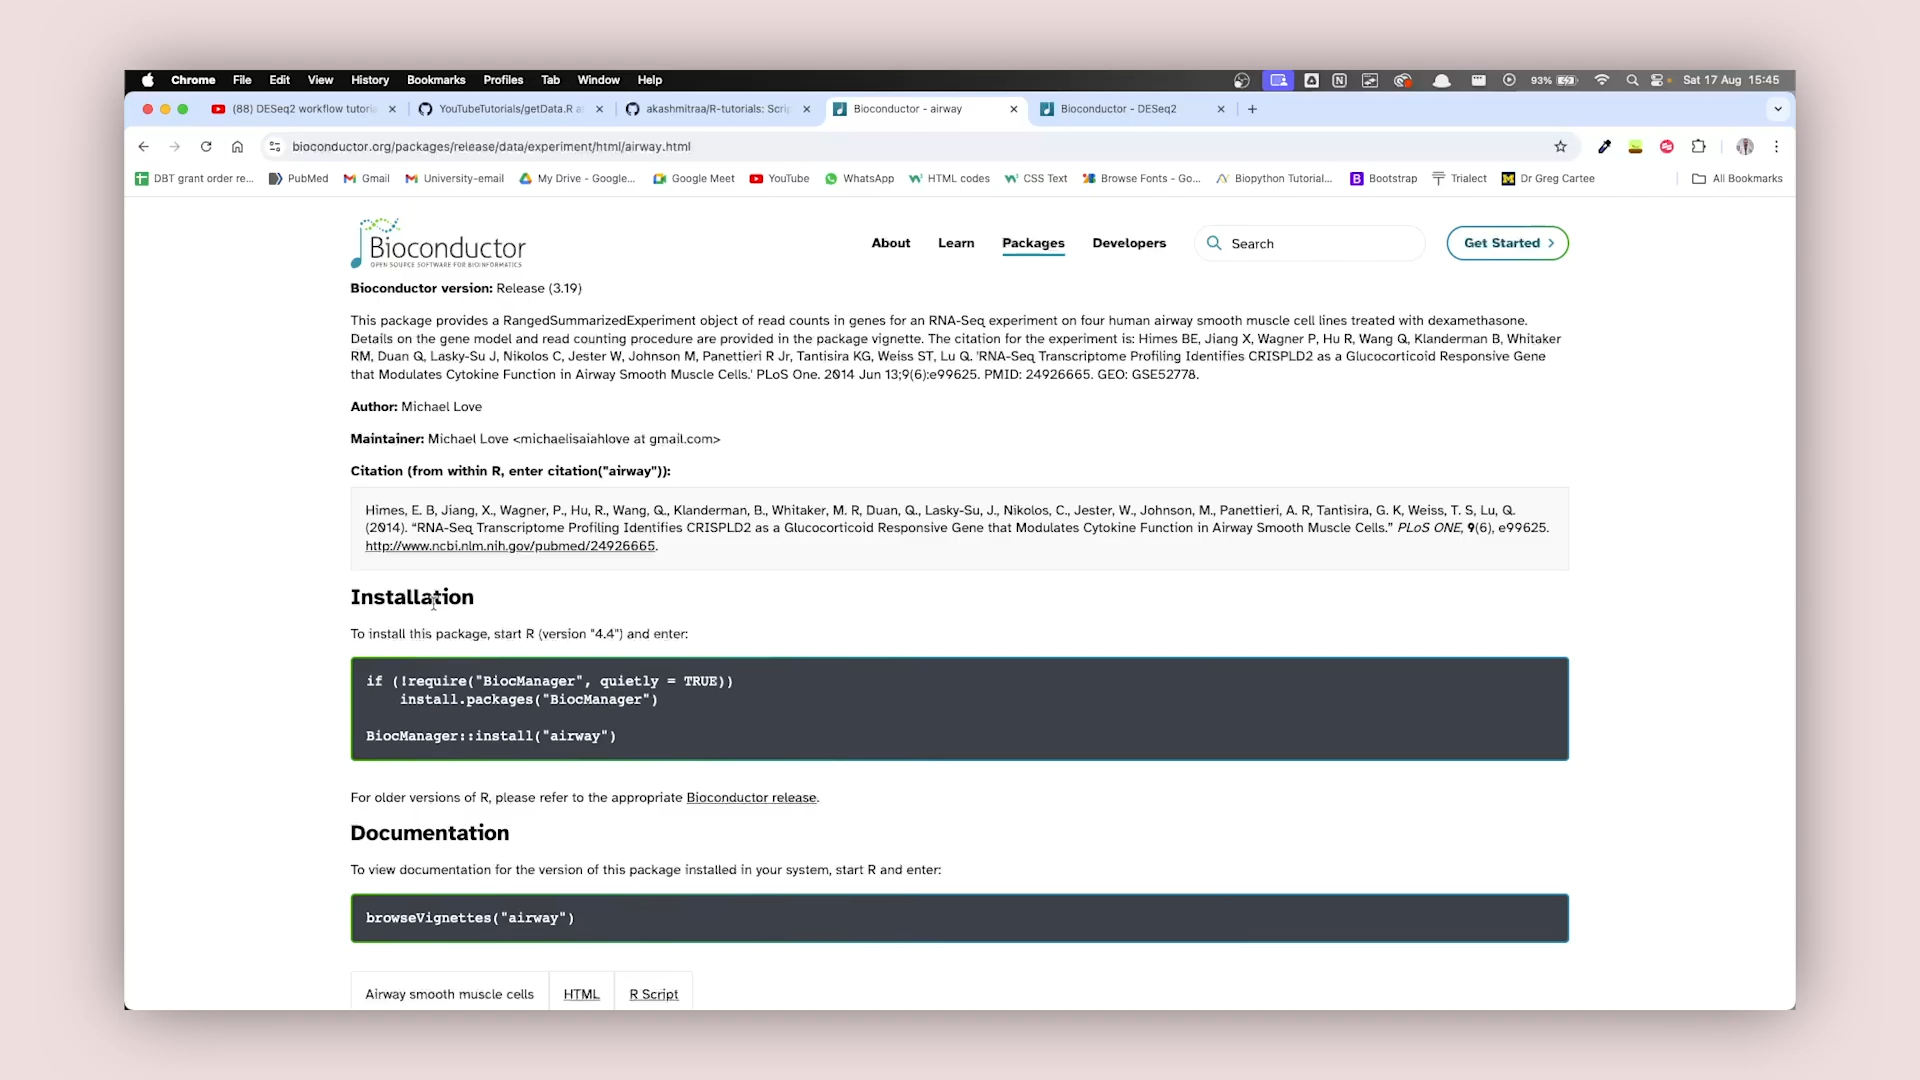 Chrome File Edit View History Bookmarks Profiles Tab Window Help 93% Sat 17 Aug 15:45
(88) DESeq2 workflow tutoria YouTubeTutorials/getData.R a akashmitraa/R-tutorials: Scrip Bioconductor - airway Bioconductor - DESeq2
bioconductor.org/packages/release/data/experiment/html/airway.html
DBT grant order re... PubMed Gmail University-email My Drive - Google... Google Meet YouTube WhatsApp HTML codes CSS Text Browse Fonts - Go... Biopython Tutorial... Bootstrap Trialect Dr Greg Cartee All Bookmarks
Bioconductor
OPEN SOURCE SOFTWARE FOR BIOINFORMATICS
About Learn Packages Developers Search Get Started
Bioconductor version: Release (3.19)
This package provides a RangedSummarizedExperiment object of read counts in genes for an RNA-Seq experiment on four human airway smooth muscle cell lines treated with dexamethasone.
Details on the gene model and read counting procedure are provided in the package vignette. The citation for the experiment is: Himes BE, Jiang X, Wagner P, Hu R, Wang Q, Klanderman B, Whitaker
RM, Duan Q, Lasky-Su J, Nikolos C, Jester W, Johnson M, Panettieri R Jr, Tantisira KG, Weiss ST, Lu Q. 'RNA-Seq Transcriptome Profiling Identifies CRISPLD2 as a Glucocorticoid Responsive Gene
that Modulates Cytokine Function in Airway Smooth Muscle Cells.' PLoS One. 2014 Jun 13;9(6):e99625. PMID: 24926665. GEO: GSE52778.
Author: Michael Love
Maintainer: Michael Love <michaelisaiahlove at gmail.com>
Citation (from within R, enter citation("airway")):
Himes, E. B, Jiang, X., Wagner, P., Hu, R., Wang, Q., Klanderman, B., Whitaker, M. R, Duan, Q., Lasky-Su, J., Nikolos, C., Jester, W., Johnson, M., Panettieri, A. R, Tantisira, G. K, Weiss, T. S, Lu, Q.
(2014). “RNA-Seq Transcriptome Profiling Identifies CRISPLD2 as a Glucocorticoid Responsive Gene that Modulates Cytokine Function in Airway Smooth Muscle Cells.” PLoS ONE, 9(6), e99625.
http://www.ncbi.nlm.nih.gov/pubmed/24926665.
Installation
To install this package, start R (version "4.4") and enter:
if (!require("BiocManager", quietly = TRUE))
install.packages("BiocManager")
BiocManager::install("airway")
For older versions of R, please refer to the appropriate Bioconductor release.
Documentation
To view documentation for the version of this package installed in your system, start R and enter:
browseVignettes("airway")
Airway smooth muscle cells HTML R Script